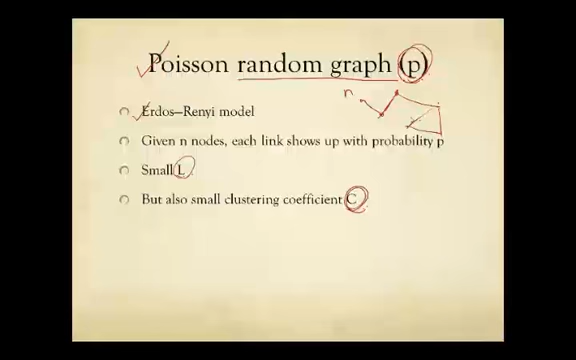 Poisson random graph (p)
n
Erdos–Renyi model
Given n nodes, each link shows up with probability p
Small L
But also small clustering coefficient C